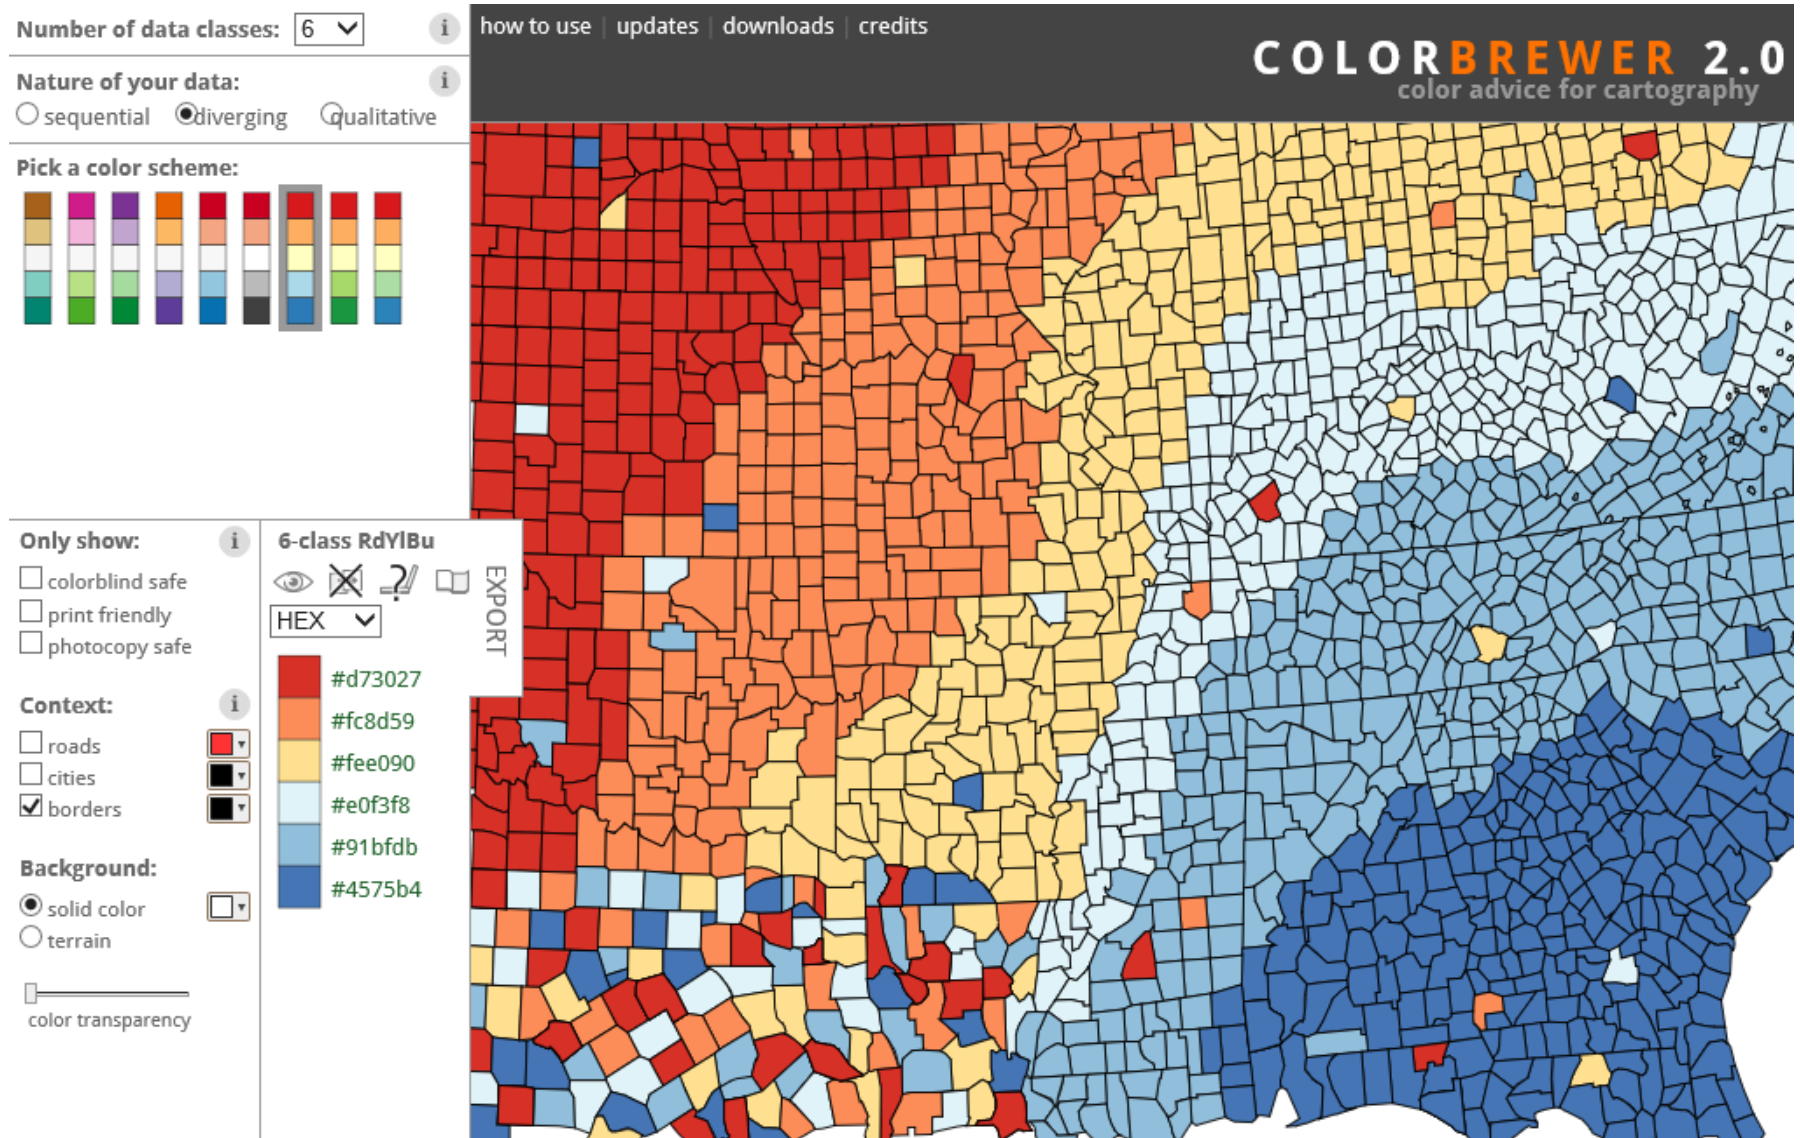 Number of data classes: 6 i
how to use | updates | downloads | credits
COLORBREWER 2.0
color advice for cartography
Nature of your data: i
sequential diverging qualitative
Pick a color scheme:
Only show: i
colorblind safe
print friendly
photocopy safe
Context: i
roads
cities
borders
Background:
solid color
terrain
color transparency
6-class RdYlBu
EXPORT
HEX
#d73027
#fc8d59
#fee090
#e0f3f8
#91bfdb
#4575b4